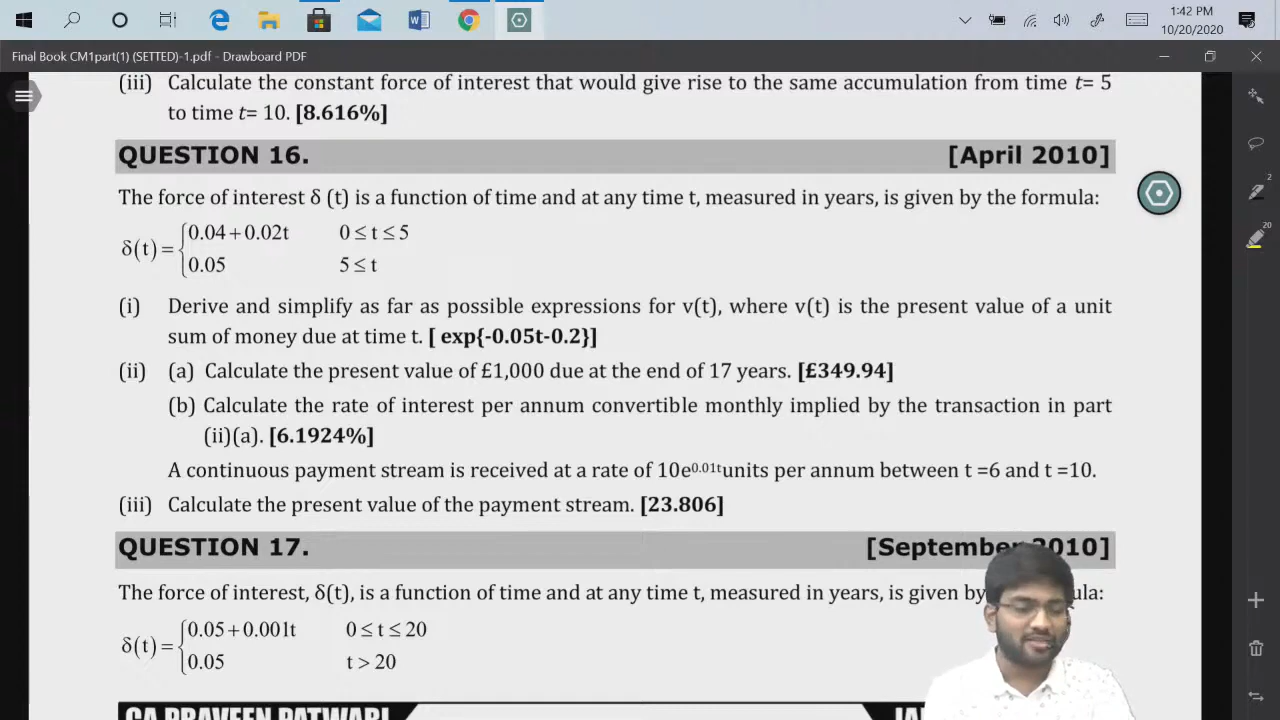 1:42 PM
10/20/2020
Final Book CM1part(1) (SETTED)-1.pdf - Drawboard PDF
(iii) Calculate the constant force of interest that would give rise to the same accumulation from time t= 5
to time t= 10. [8.616%]
QUESTION 16. [April 2010]
The force of interest δ (t) is a function of time and at any time t, measured in years, is given by the formula:
δ(t) = { 0.04 + 0.02t 0 ≤ t ≤ 5
0.05 5 ≤ t
(i) Derive and simplify as far as possible expressions for v(t), where v(t) is the present value of a unit
sum of money due at time t. [ exp{-0.05t-0.2}]
(ii) (a) Calculate the present value of £1,000 due at the end of 17 years. [£349.94]
(b) Calculate the rate of interest per annum convertible monthly implied by the transaction in part
(ii)(a). [6.1924%]
A continuous payment stream is received at a rate of 10e^0.01t units per annum between t =6 and t =10.
(iii) Calculate the present value of the payment stream. [23.806]
QUESTION 17. [September 2010]
The force of interest, δ(t), is a function of time and at any time t, measured in years, is given by
δ(t) = { 0.05 + 0.001t 0 ≤ t ≤ 20
0.05 t > 20
CA PRAVEEN PATWARI
2
20